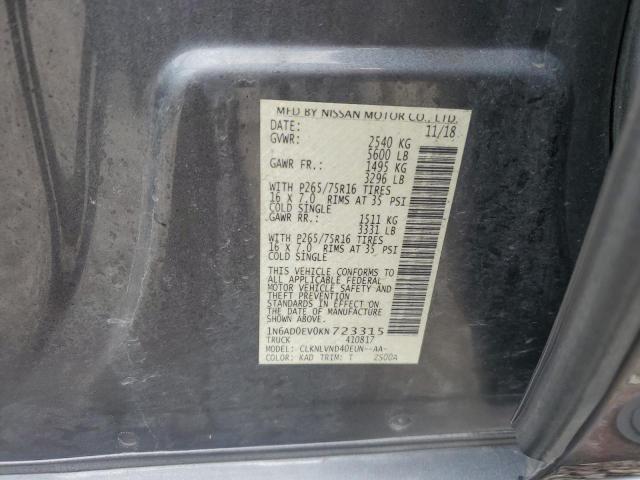 MFD BY NISSAN MOTOR CO., LTD.
DATE: 11/18
GVWR: 2540 KG
5600 LB
GAWR FR.: 1495 KG
3296 LB
WITH P265/75R16 TIRES
16 X 7.0 RIMS AT 35 PSI
COLD SINGLE
GAWR RR.: 1511 KG
3331 LB
WITH P265/75R16 TIRES
16 X 7.0 RIMS AT 35 PSI
COLD SINGLE
THIS VEHICLE CONFORMS TO
ALL APPLICABLE FEDERAL
MOTOR VEHICLE SAFETY AND
THEFT PREVENTION
STANDARDS IN EFFECT ON
THE DATE OF MANUFACTURE
SHOWN ABOVE.
1N6AD0EV0KN723315
TRUCK 410817
MODEL: CLKNLVND40EUN--AA-
COLOR: KAD TRIM: T 2S00A